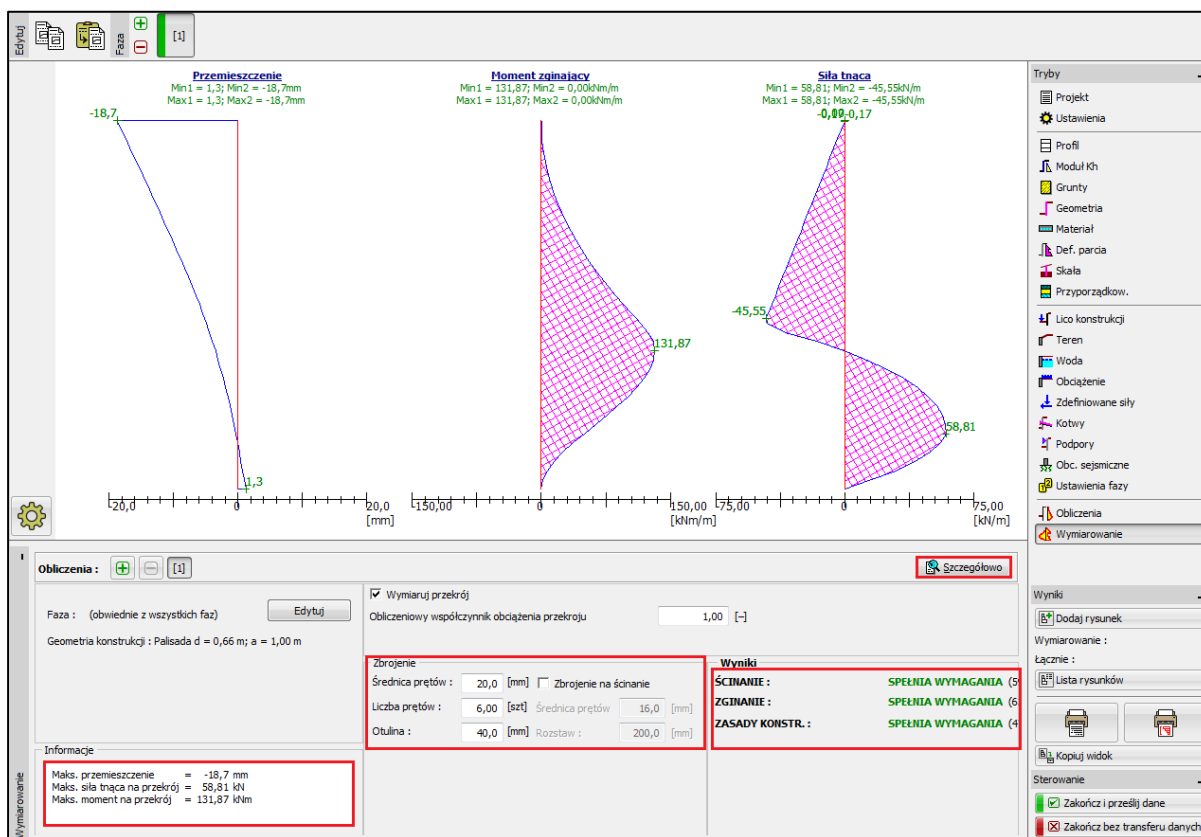 Edytuj
Faza
[1]
Przemieszczenie
Min1 = 1,3; Min2 = -18,7mm
Max1 = 1,3; Max2 = -18,7mm
-18,7
1,3
-20,0
0
20,0
[mm]
Moment zginający
Min1 = 131,87; Min2 = 0,00kNm/m
Max1 = 131,87; Max2 = 0,00kNm/m
131,87
-150,00
0
150,00
[kNm/m]
Siła tnąca
Min1 = 58,81; Min2 = -45,55kN/m
Max1 = 58,81; Max2 = -45,55kN/m
-0,17
-45,55
58,81
-75,00
0
75,00
[kN/m]
Tryby
Projekt
Ustawienia
Profil
Moduł Kh
Grunty
Geometria
Materiał
Def. parcia
Skała
Przyporządkow.
Lico konstrukcji
Teren
Woda
Obciążenie
Zdefiniowane siły
Kotwy
Podpory
Obc. sejsmiczne
Ustawienia fazy
Obliczenia
Wymiarowanie
Wymiarowanie
Obliczenia :
[1]
Szczegółowo
Faza : (obwiednie z wszystkich faz)
Edytuj
Geometria konstrukcji : Palisada d = 0,66 m; a = 1,00 m
Informacje
Maks. przemieszczenie = -18,7 mm
Maks. siła tnąca na przekrój = 58,81 kN
Maks. moment na przekrój = 131,87 kNm
Wymiaruj przekrój
Obliczeniowy współczynnik obciążenia przekroju 1,00 [–]
Zbrojenie
Średnica prętów : 20,0 [mm] Zbrojenie na ścinanie
Liczba prętów : 6,00 [szt] Średnica prętów 16,0 [mm]
Otulina : 40,0 [mm] Rozstaw : 200,0 [mm]
Wyniki
ŚCINANIE : SPEŁNIA WYMAGANIA
ZGINANIE : SPEŁNIA WYMAGANIA
ZASADY KONSTR. : SPEŁNIA WYMAGANIA
Wyniki
Dodaj rysunek
Wymiarowanie :
Łącznie :
Lista rysunków
Kopiuj widok
Sterowanie
Zakończ i prześlij dane
Zakończ bez transferu danych